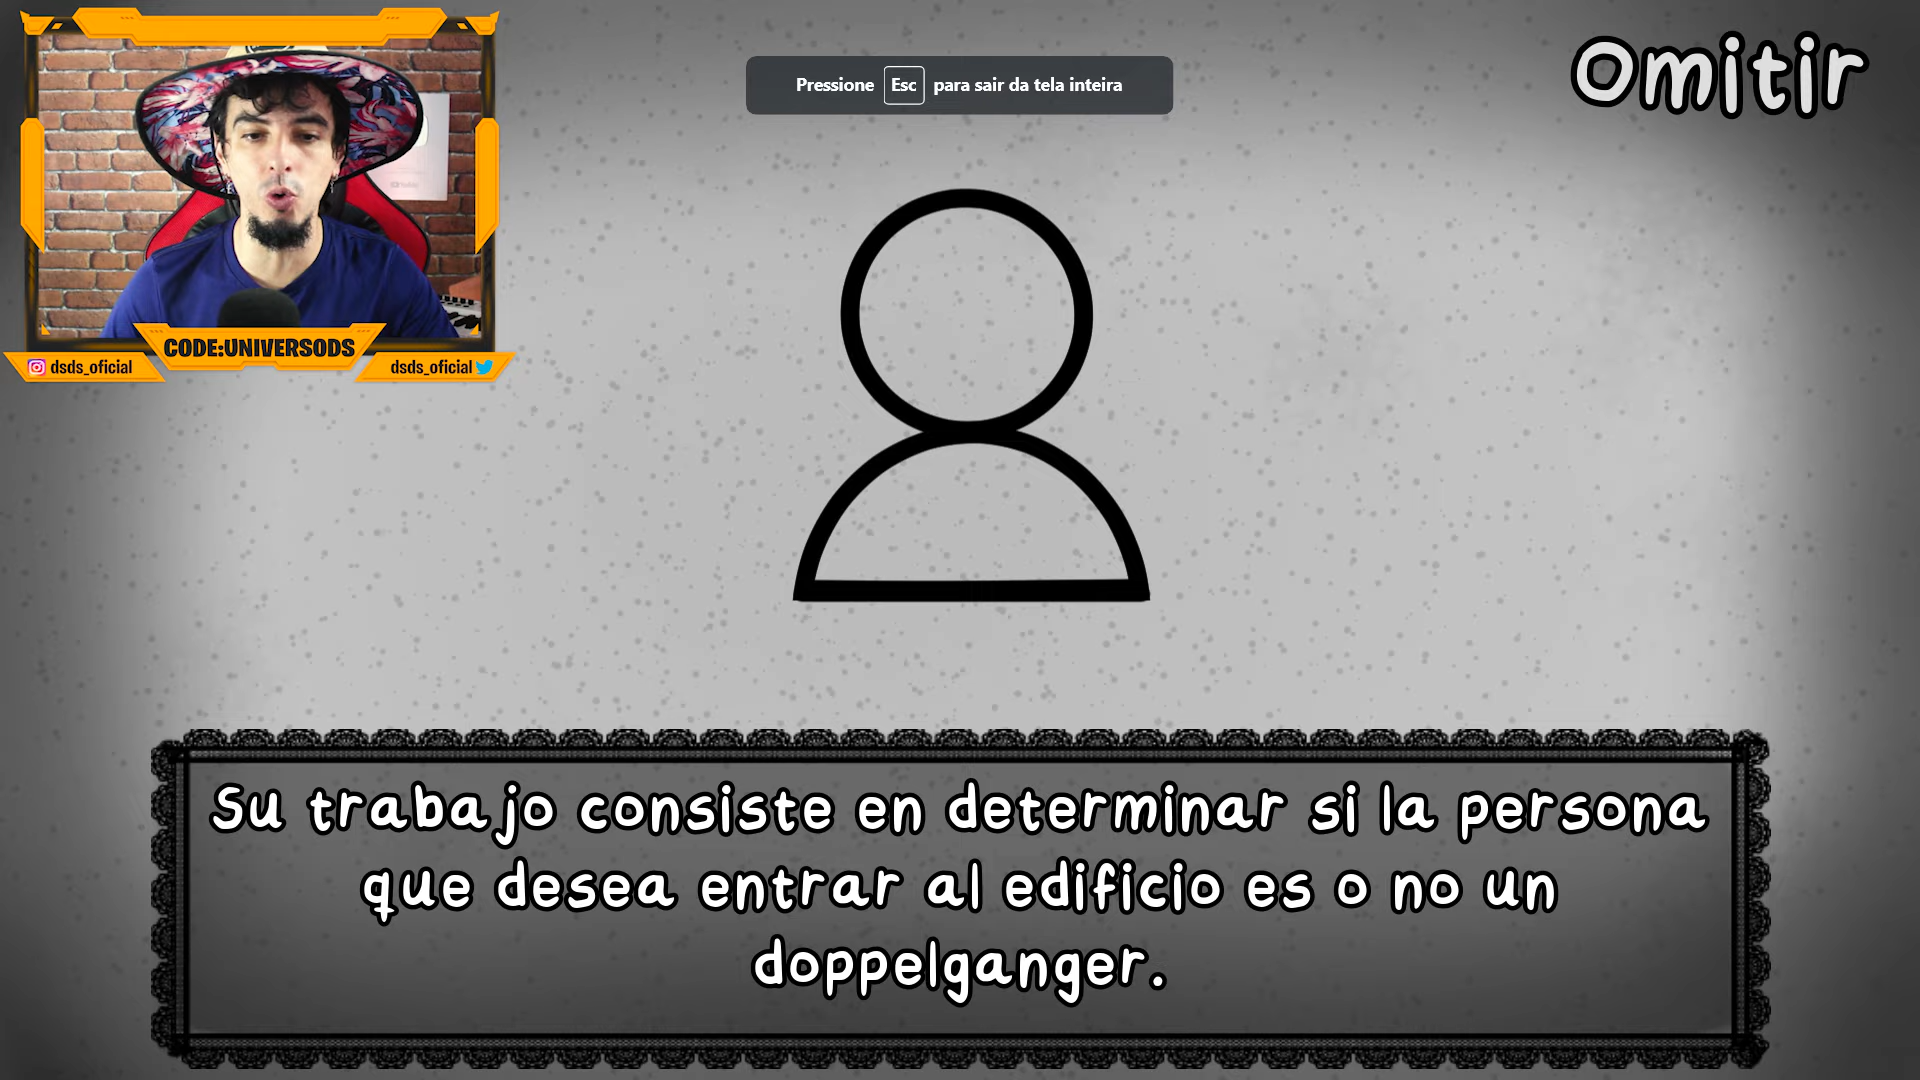 Omitir
Pressione Esc para sair da tela inteira
CODE:UNIVERSODS
dsds_oficial
dsds_oficial
Su trabajo consiste en determinar si la persona
que desea entrar al edificio es o no un
doppelganger.